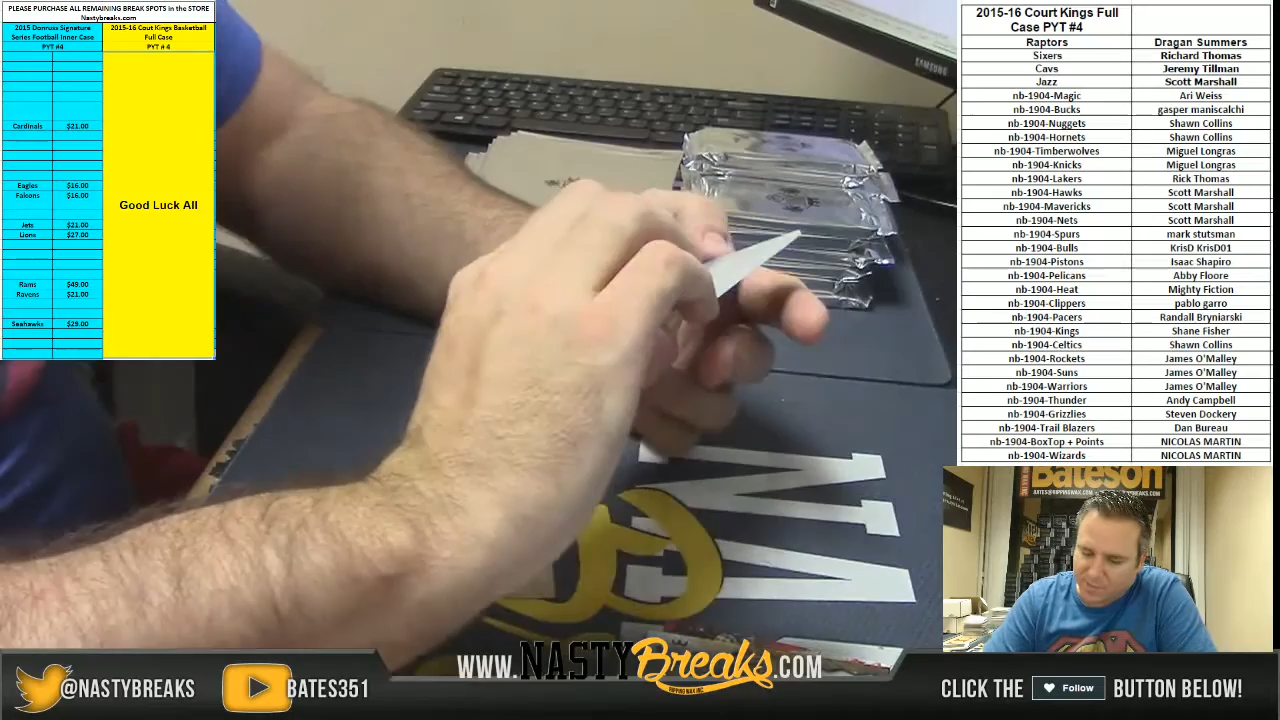 PLEASE PURCHASE ALL REMAINING BREAK SPOTS in the STORE
Nastybreaks.com
2015 Donruss Signature
Series Football Inner Case
PYT #4
2015-16 Court Kings Basketball
Full Case
PYT # 4
Cardinals $21.00
Eagles $16.00
Falcons $16.00
Jets $21.00
Lions $27.00
Rams $49.00
Ravens $21.00
Seahawks $29.00
Good Luck All
SAMSUNG
2015-16 Court Kings Full
Case PYT #4
Raptors Dragan Summers
Sixers Richard Thomas
Cavs Jeremy Tillman
Jazz Scott Marshall
nb-1904-Magic Ari Weiss
nb-1904-Bucks gasper maniscalchi
nb-1904-Nuggets Shawn Collins
nb-1904-Hornets Shawn Collins
nb-1904-Timberwolves Miguel Longras
nb-1904-Knicks Miguel Longras
nb-1904-Lakers Rick Thomas
nb-1904-Hawks Scott Marshall
nb-1904-Mavericks Scott Marshall
nb-1904-Nets Scott Marshall
nb-1904-Spurs mark stutsman
nb-1904-Bulls KrisD KrisD01
nb-1904-Pistons Isaac Shapiro
nb-1904-Pelicans Abby Floore
nb-1904-Heat Mighty Fiction
nb-1904-Clippers pablo garro
nb-1904-Pacers Randall Bryniarski
nb-1904-Kings Shane Fisher
nb-1904-Celtics Shawn Collins
nb-1904-Rockets James O'Malley
nb-1904-Suns James O'Malley
nb-1904-Warriors James O'Malley
nb-1904-Thunder Andy Campbell
nb-1904-Grizzlies Steven Dockery
nb-1904-Trail Blazers Dan Bureau
nb-1904-BoxTop + Points NICOLAS MARTIN
nb-1904-Wizards NICOLAS MARTIN
Bateson
@NASTYBREAKS
BATES351
WWW.NASTYBreaks.COM
RIPPING WAX INC.
CLICK THE Follow BUTTON BELOW!